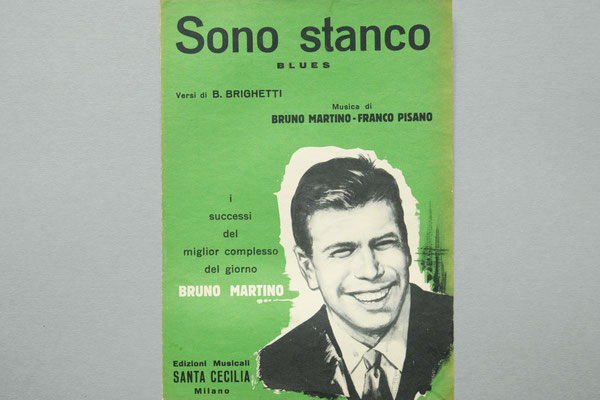 Sono stanco
BLUES
Versi di B. BRIGHETTI
Musica di
BRUNO MARTINO - FRANCO PISANO
i
successi
del
miglior complesso
del giorno
BRUNO MARTINO
Edizioni Musicali
SANTA CECILIA
Milano